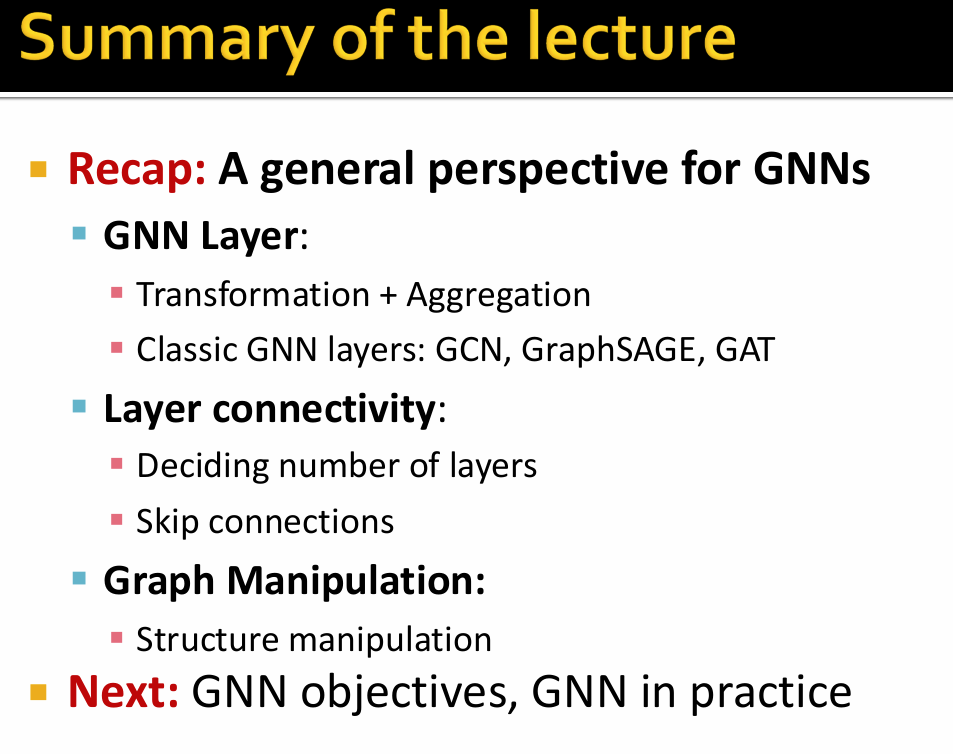 Summary of the lecture
Recap: A general perspective for GNNs
GNN Layer:
Transformation + Aggregation
Classic GNN layers: GCN, GraphSAGE, GAT
Layer connectivity:
Deciding number of layers
Skip connections
Graph Manipulation:
Structure manipulation
Next: GNN objectives, GNN in practice